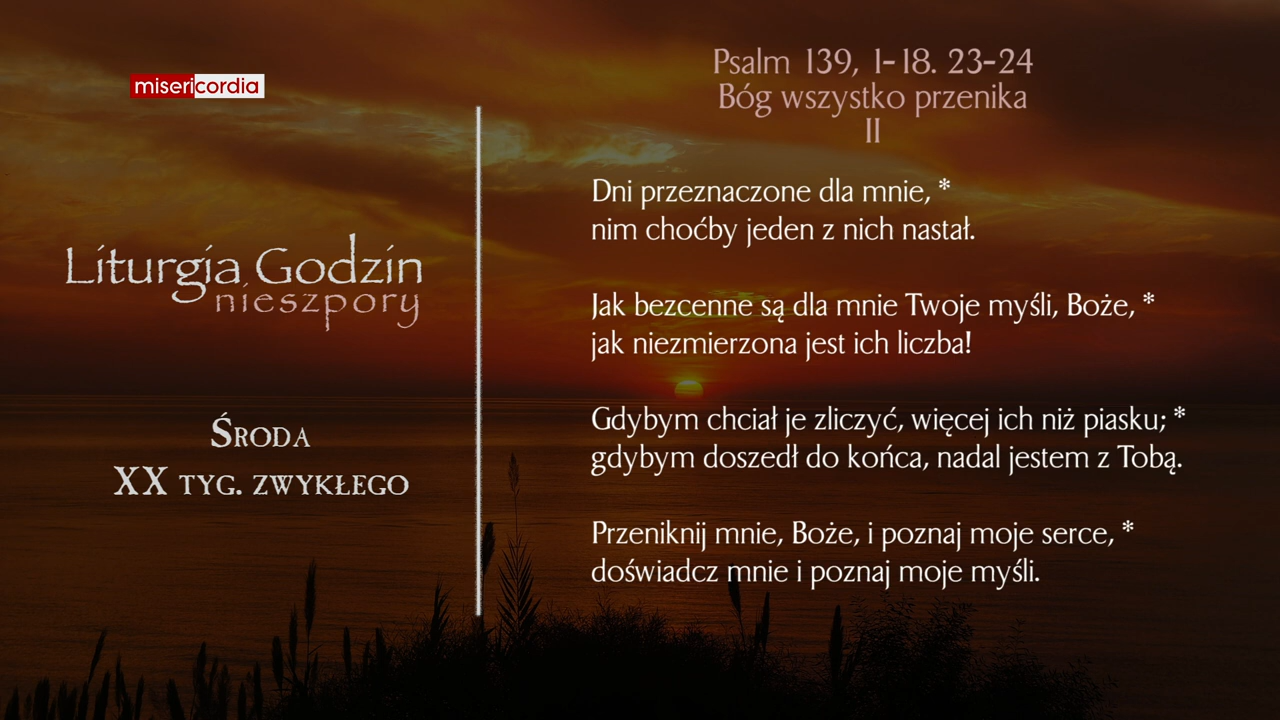 misericordia
Liturgia Godzin
nieszpory
Środa
XX tyg. zwykłego
Psalm 139, 1-18. 23-24
Bóg wszystko przenika
II
Dni przeznaczone dla mnie, *
nim choćby jeden z nich nastał.
Jak bezcenne są dla mnie Twoje myśli, Boże, *
jak niezmierzona jest ich liczba!
Gdybym chciał je zliczyć, więcej ich niż piasku; *
gdybym doszedł do końca, nadal jestem z Tobą.
Przeniknij mnie, Boże, i poznaj moje serce, *
doświadcz mnie i poznaj moje myśli.